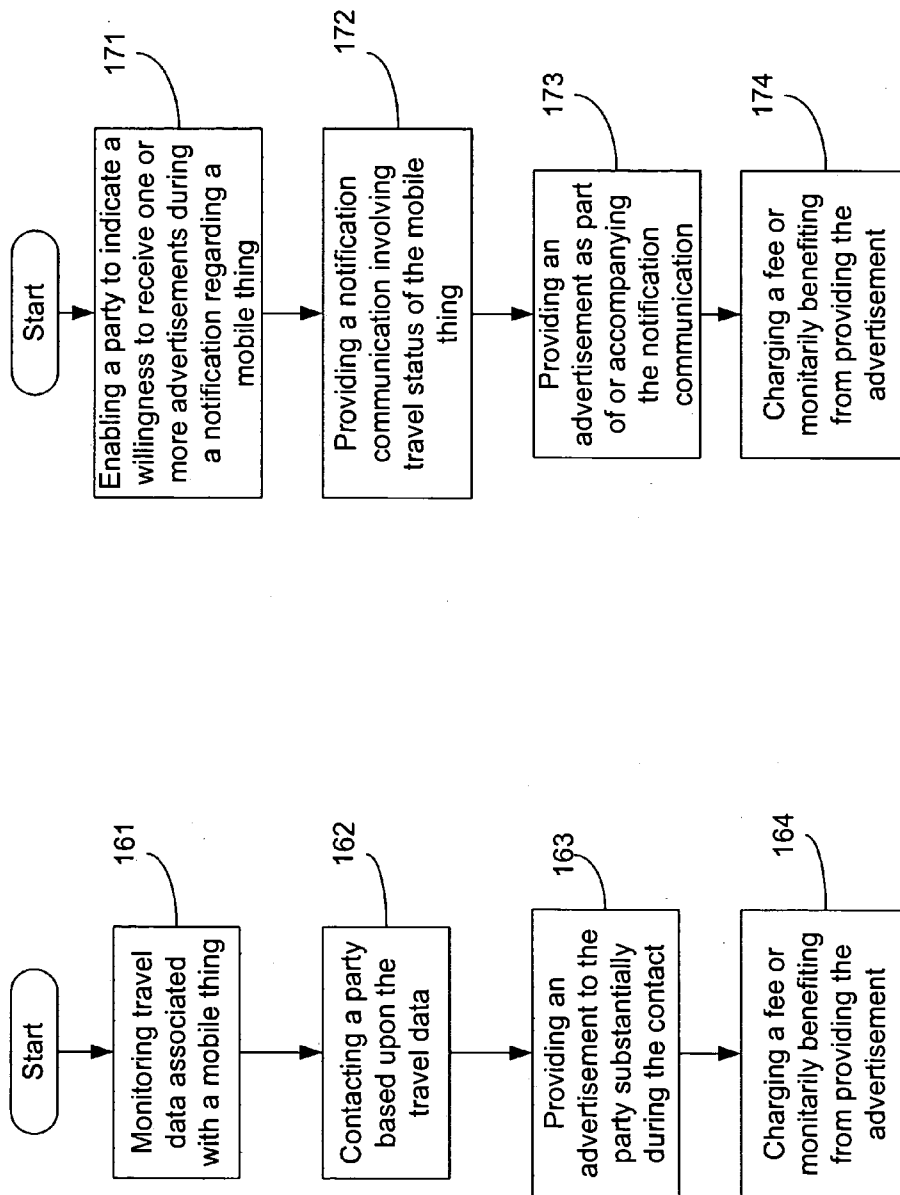 Start
Monitoring travel
data associated
with a mobile thing
161
Contacting a party
based upon the
travel data
162
Providing an
advertisement to the
party substantially
during the contact
163
Charging a fee or
monitarily benefiting
from providing the
advertisement
164
Start
Enabling a party to indicate a
willingness to receive one or
more advertisements during
a notification regarding a
mobile thing
171
Providing a notification
communication involving
travel status of the mobile
thing
172
Providing an
advertisement as part
of or accompanying
the notification
communication
173
Charging a fee or
monitarily benefiting
from providing the
advertisement
174